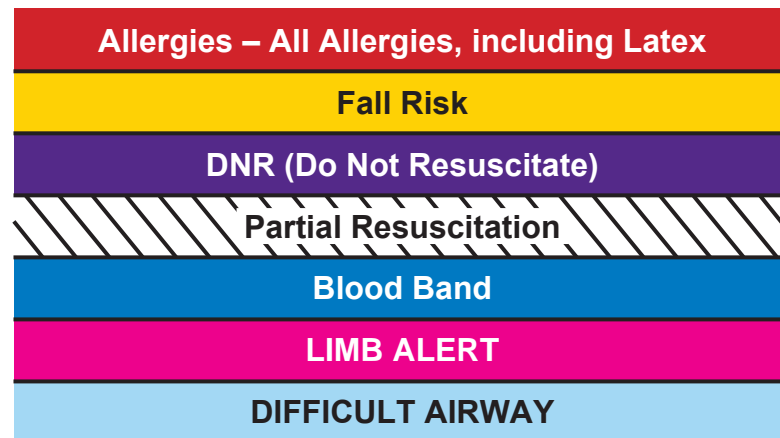 Allergies – All Allergies, including Latex
Fall Risk
DNR (Do Not Resuscitate)
Partial Resuscitation
Blood Band
LIMB ALERT
DIFFICULT AIRWAY